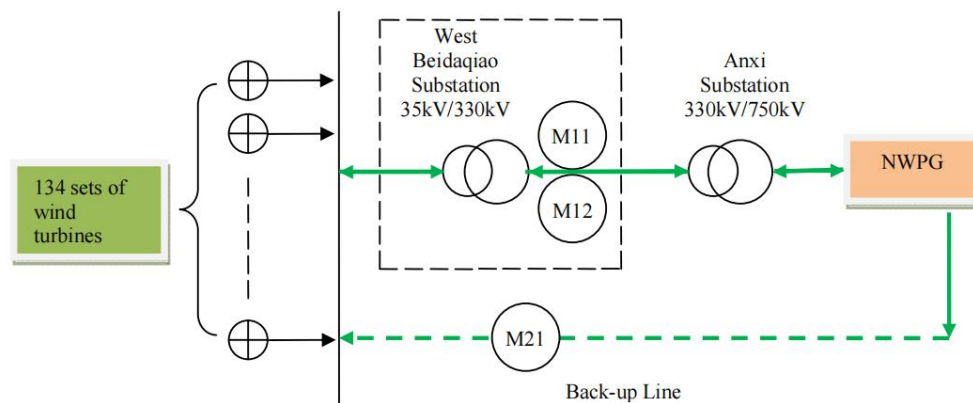 West
Beidaqiao
Substation
35kV/330kV
Anxi
Substation
330kV/750kV
M11
M12
NWPG
134 sets of
wind
turbines
M21
Back-up Line